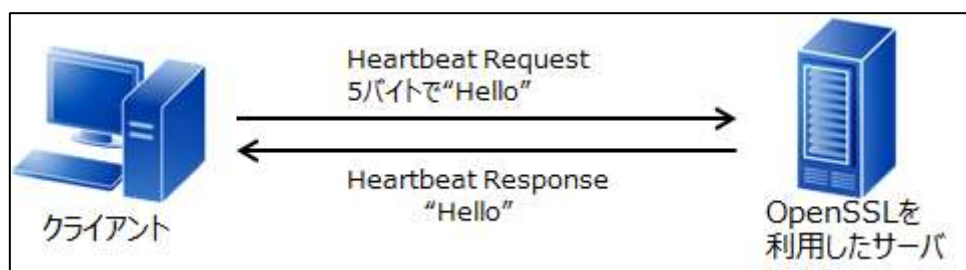 Heartbeat Request
5バイトで“Hello”
Heartbeat Response
“Hello”
クライアント
OpenSSLを
利用したサーバ